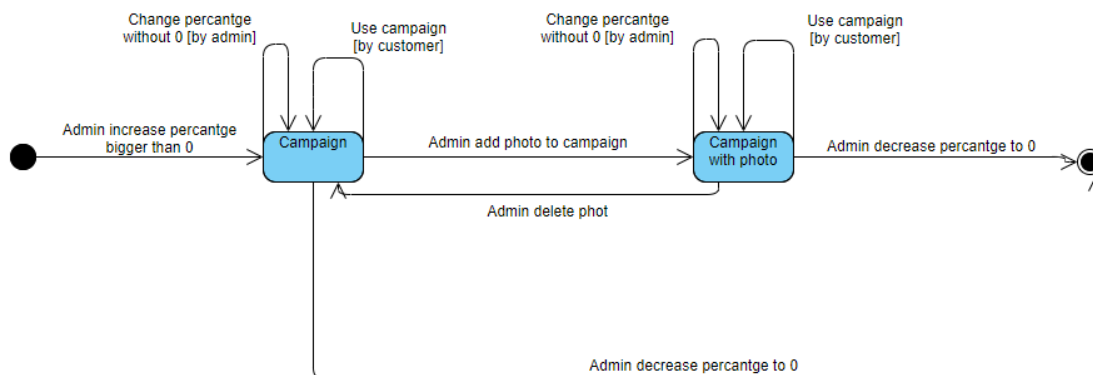 Change percantge
without 0 [by admin]
Use campaign
[by customer]
Change percantge
without 0 [by admin]
Use campaign
[by customer]
Admin increase percantge
bigger than 0
Campaign
Admin add photo to campaign
Campaign
with photo
Admin decrease percantge to 0
Admin delete phot
Admin decrease percantge to 0